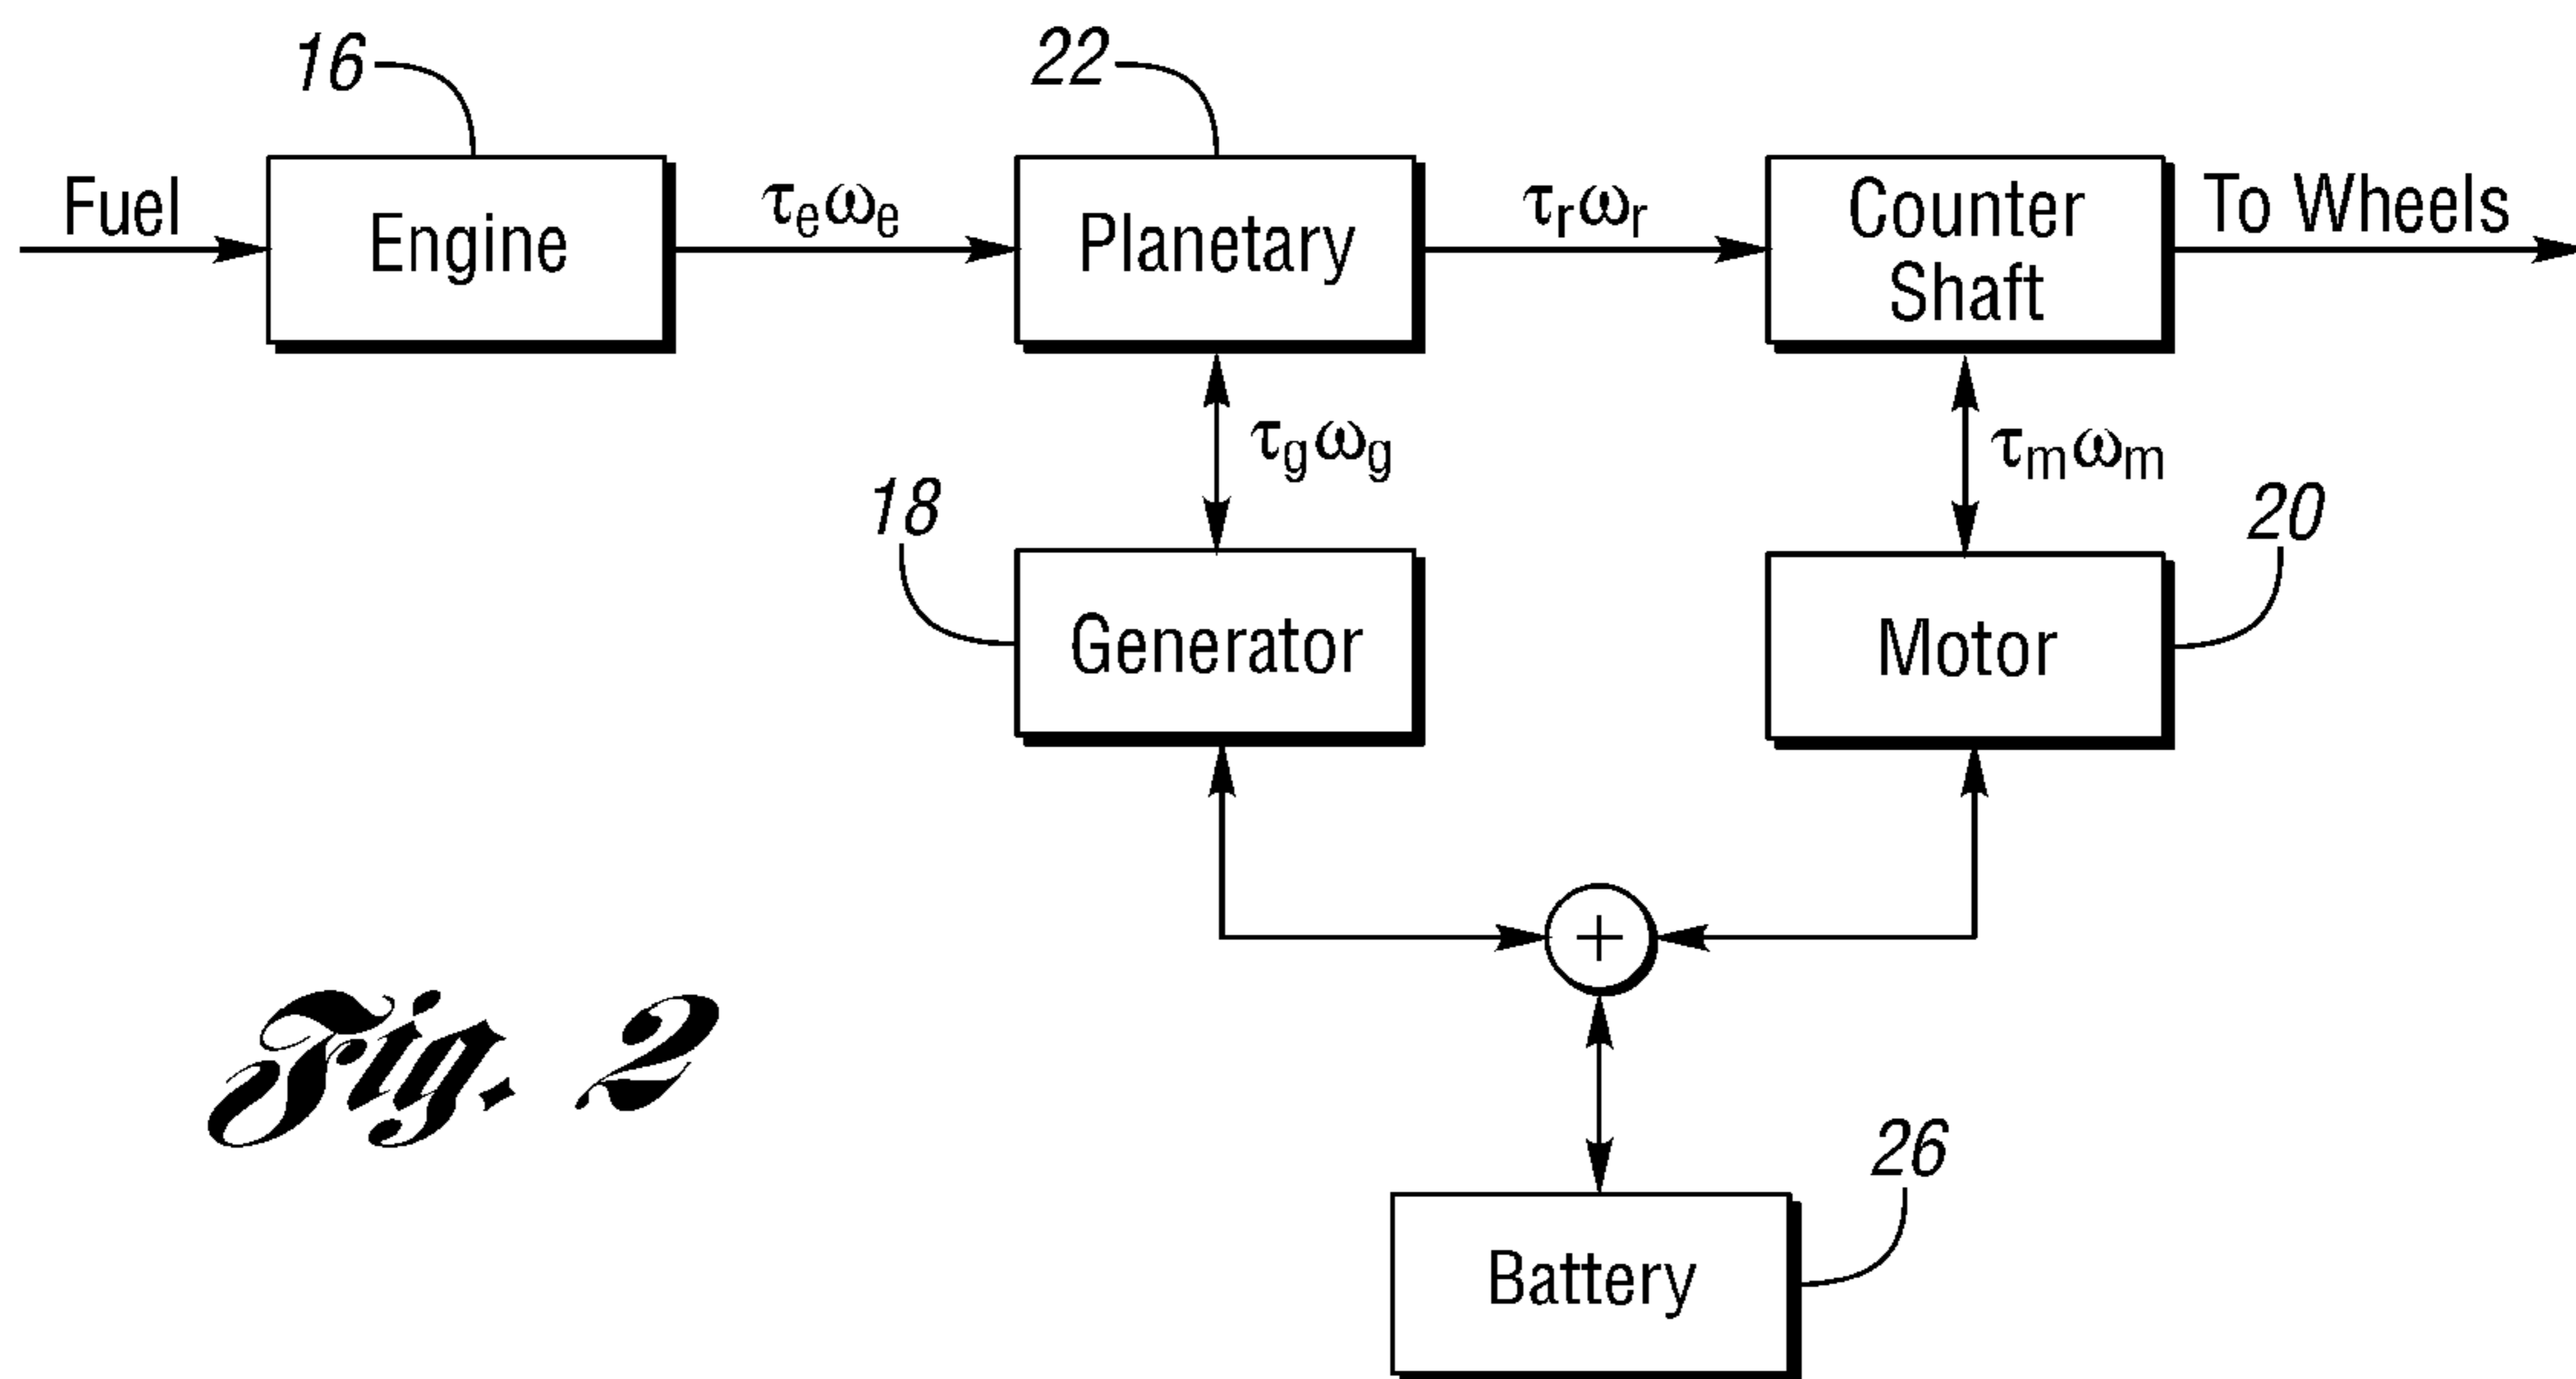 16
22
Fuel
Engine
τeωe
Planetary
τrωr
Counter
Shaft
To Wheels
τgωg
τmωm
18
20
Generator
Motor
+
Fig. 2
26
Battery